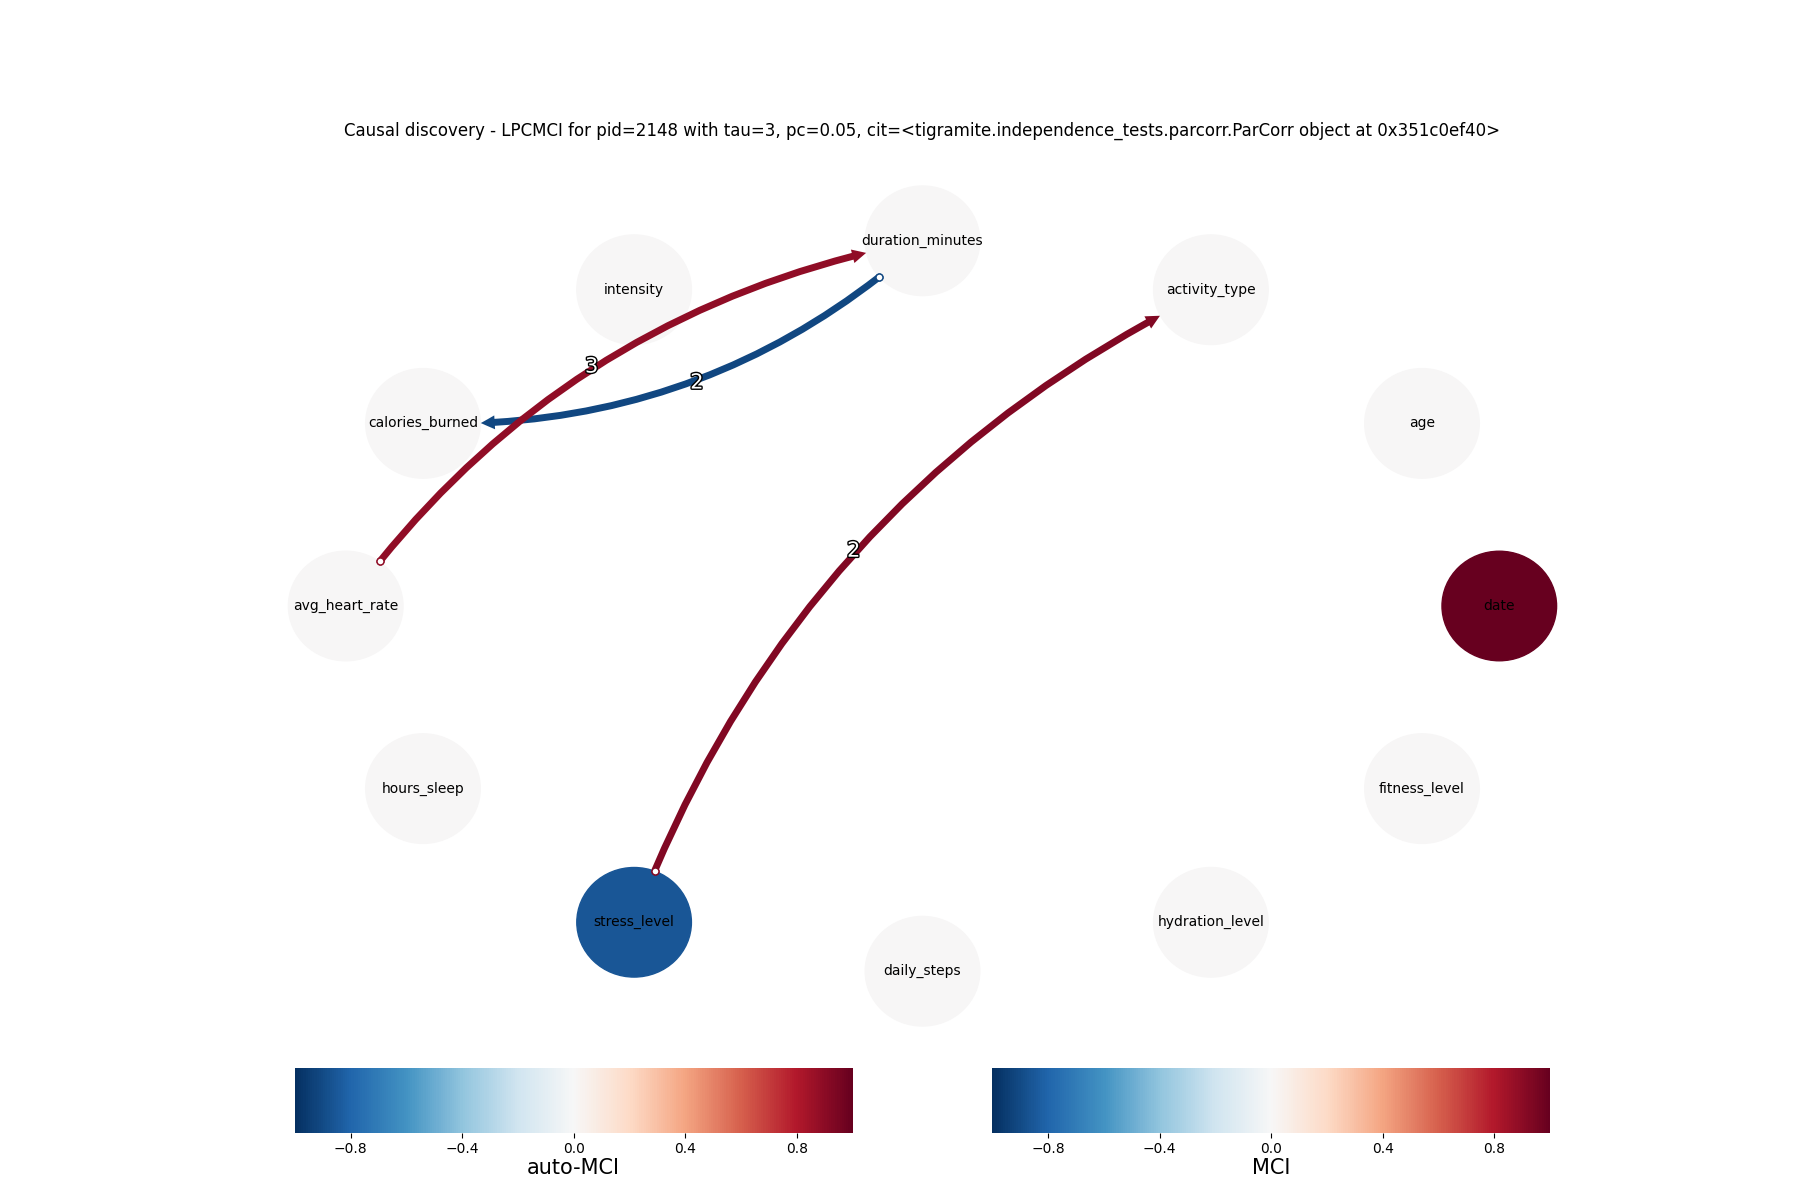 Causal discovery - LPCMCI for pid=2148 with tau=3, pc=0.05, cit=<tigramite.independence_tests.parcorr.ParCorr object at 0x351c0ef40>
duration_minutes
intensity
activity_type
3
2
calories_burned
age
2
avg_heart_rate
date
hours_sleep
fitness_level
stress_level
hydration_level
daily_steps
−0.8 −0.4 0.0 0.4 0.8
auto-MCI
−0.8 −0.4 0.0 0.4 0.8
MCI